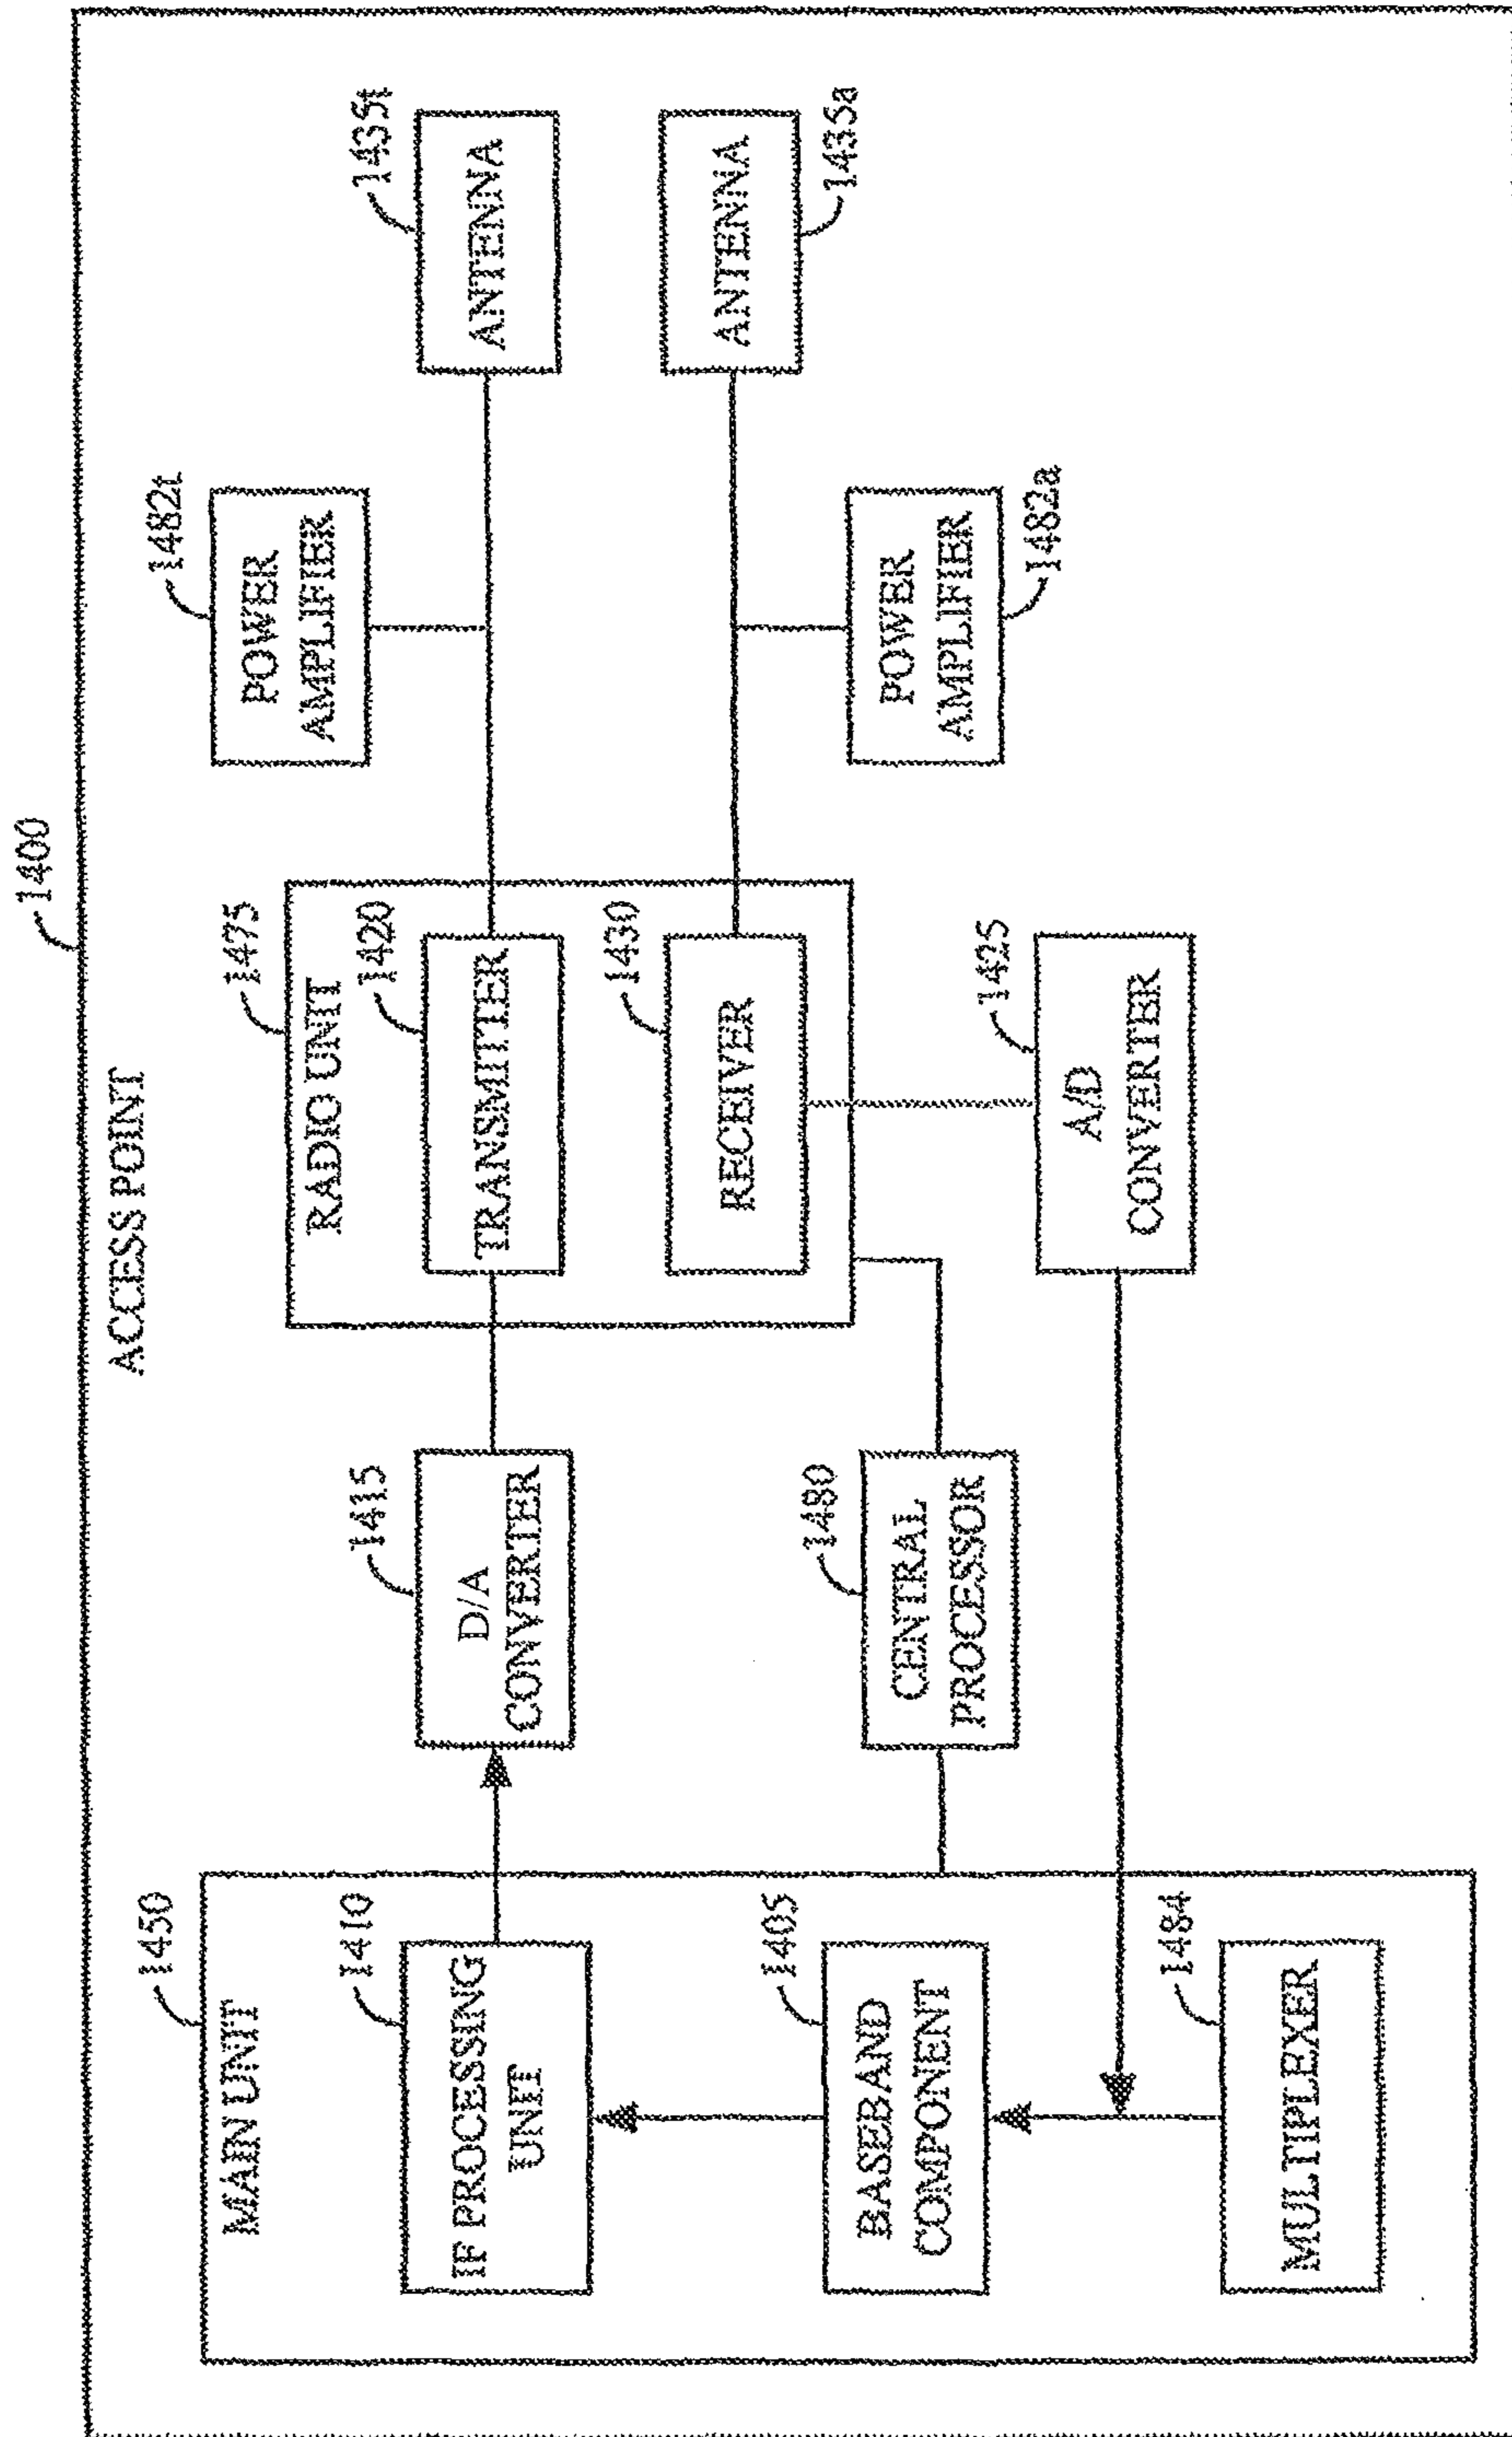 1400
ACCESS POINT
1450
MAIN UNIT
1410
IF PROCESSING
UNIT
1405
BASEBAND
COMPONENT
1484
MULTIPLEXER
1415
D/A
CONVERTER
1480
CENTRAL
PROCESSOR
1475
RADIO UNIT
1420
TRANSMITTER
1430
RECEIVER
1425
A/D
CONVERTER
1482t
POWER
AMPLIFIER
POWER
AMPLIFIER
1482a
1435t
ANTENNA
ANTENNA
1435a